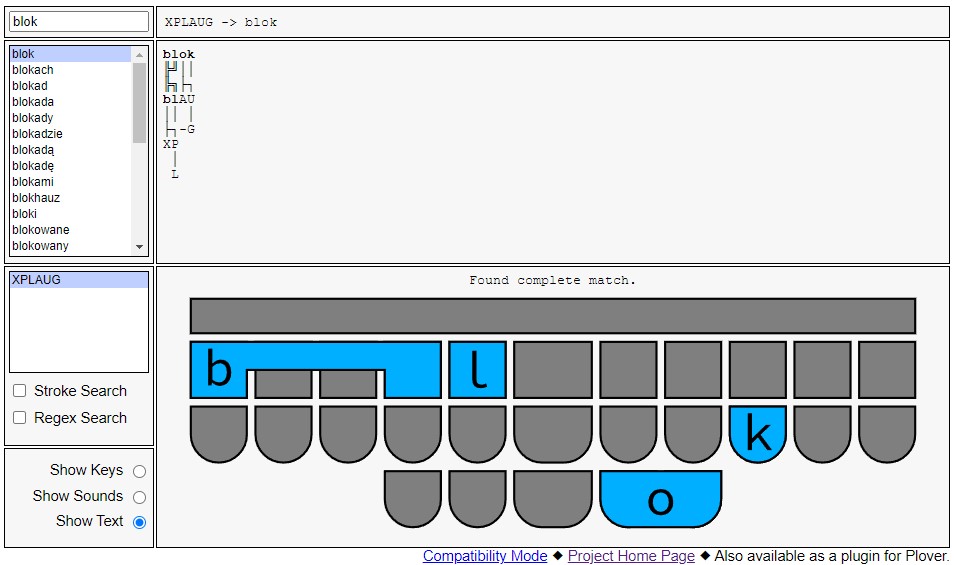 blok
XPLAUG -> blok
blok
blokach
blokad
blokada
blokady
blokadzie
blokadą
blokadę
blokami
blokhauz
bloki
blokowane
blokowany
blok
╠╝││
╠╗├┐
blAU
││ │
├┐-G
XP
 │
 L
XPLAUG
Stroke Search
Regex Search
Show Keys
Show Sounds
Show Text
Found complete match.
b l
k
o
Compatibility Mode ◆ Project Home Page ◆ Also available as a plugin for Plover.